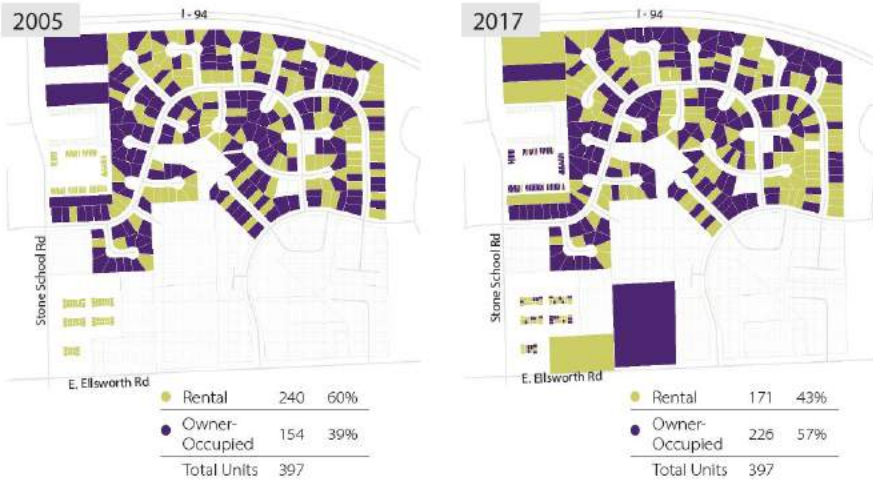 2005
I - 94
Stone School Rd
E. Ellsworth Rd
Rental 240 60%
Owner-
Occupied 154 39%
Total Units 397
2017
I - 94
Stone School Rd
E. Ellsworth Rd
Rental 171 43%
Owner-
Occupied 226 57%
Total Units 397